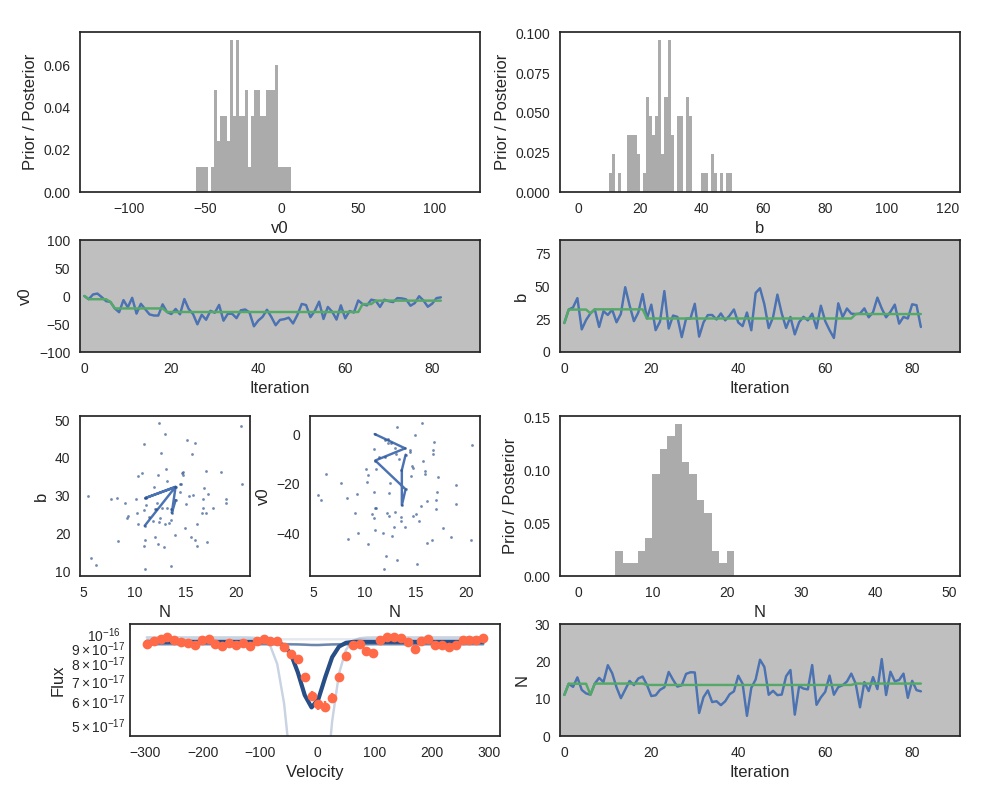 Prior / Posterior
0.06
0.04
0.02
0.00
−100 −50 0 50 100
v0
Prior / Posterior
0.100
0.075
0.050
0.025
0.000
0 20 40 60 80 100 120
b
v0
100
50
0
−50
−100
0 20 40 60 80
Iteration
b
75
50
25
0
0 20 40 60 80
Iteration
b
50
40
30
20
10
5 10 15 20
N
v0
0
−20
−40
5 10 15 20
N
Prior / Posterior
0.15
0.10
0.05
0.00
0 10 20 30 40 50
N
Flux
10⁻¹⁶
9×10⁻¹⁷
8×10⁻¹⁷
7×10⁻¹⁷
6×10⁻¹⁷
5×10⁻¹⁷
−300 −200 −100 0 100 200 300
Velocity
N
30
20
10
0
0 20 40 60 80
Iteration